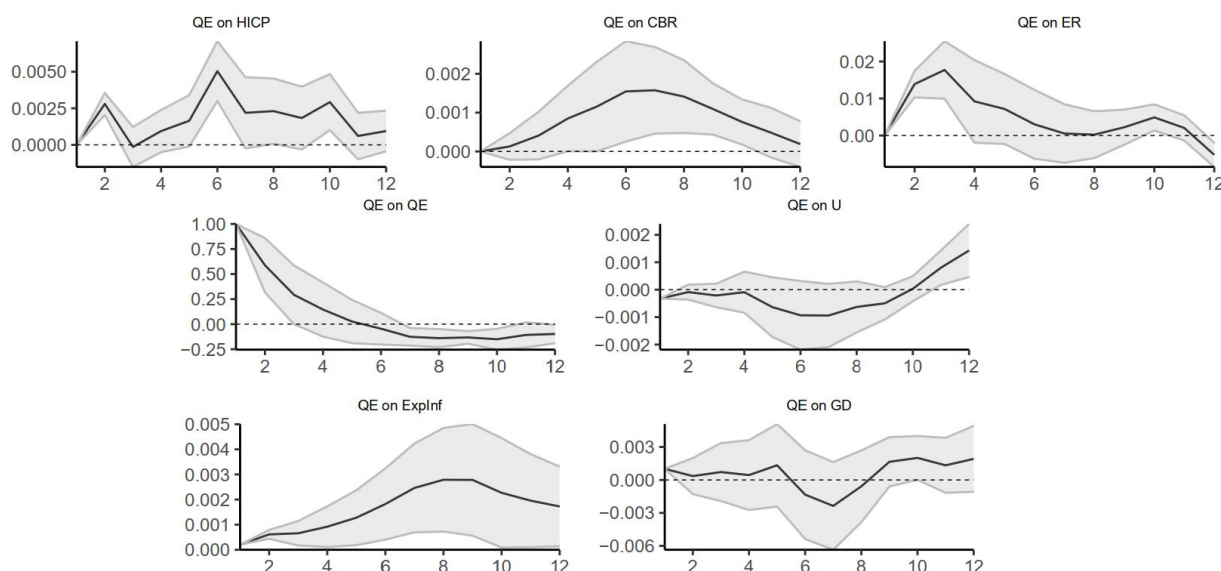 QE on HICP
0.0050
0.0025
0.0000
2 4 6 8 10 12
QE on CBR
0.002
0.001
0.000
2 4 6 8 10 12
QE on ER
0.02
0.01
0.00
2 4 6 8 10 12
QE on QE
1.00
0.75
0.50
0.25
0.00
−0.25
2 4 6 8 10 12
QE on U
0.002
0.001
0.000
−0.001
−0.002
2 4 6 8 10 12
QE on ExpInf
0.005
0.004
0.003
0.002
0.001
0.000
2 4 6 8 10 12
QE on GD
0.003
0.000
−0.003
−0.006
2 4 6 8 10 12